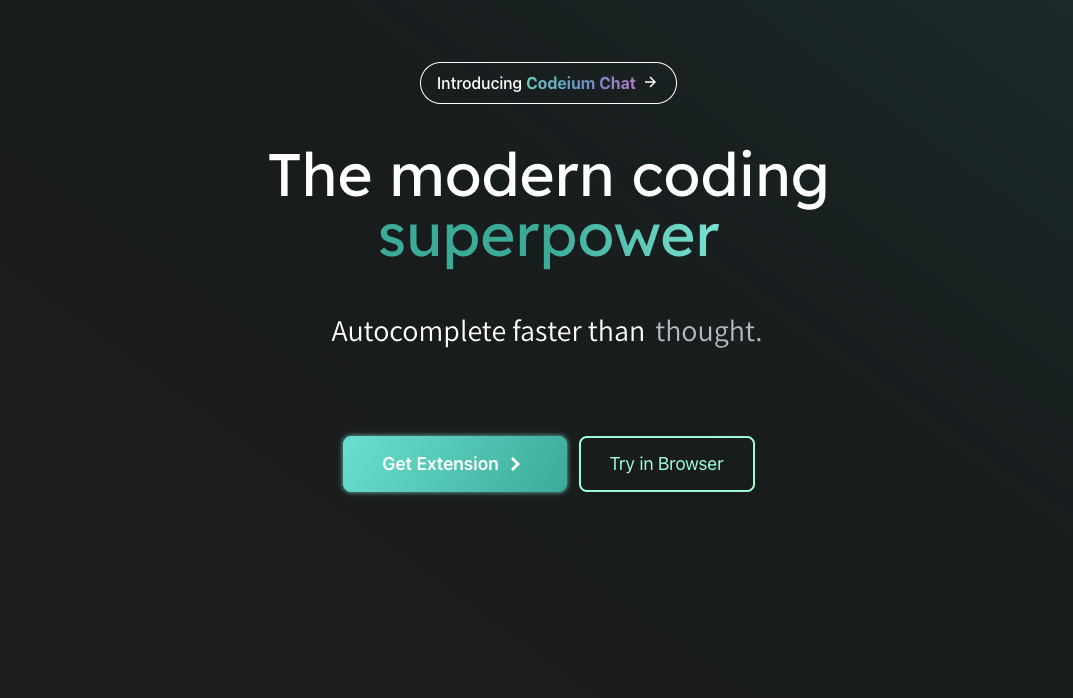 Introducing Codeium Chat →
The modern coding
superpower
Autocomplete faster than thought.
Get Extension
Try in Browser